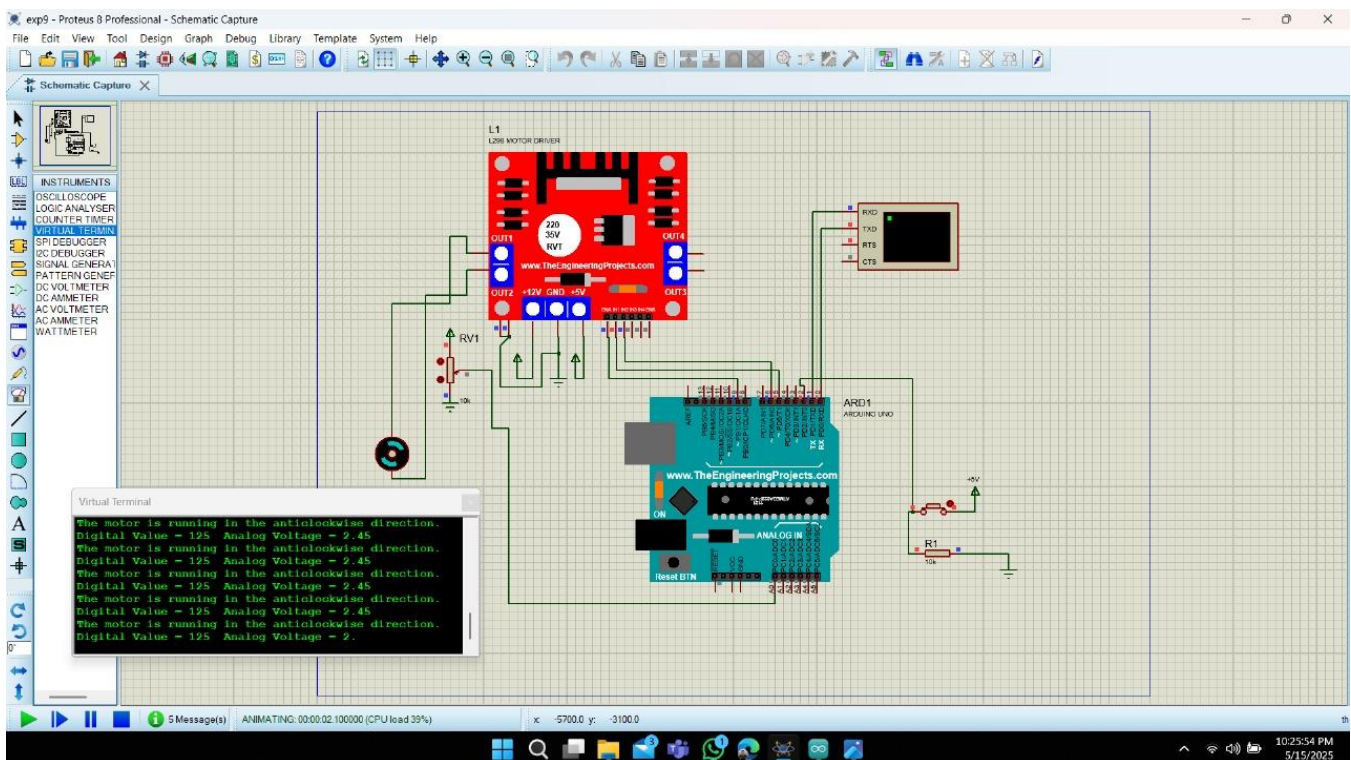 exp9 - Proteus 8 Professional - Schematic Capture
File Edit View Tool Design Graph Debug Library Template System Help
Schematic Capture
INSTRUMENTS
OSCILLOSCOPE
LOGIC ANALYSER
COUNTER TIMER
VIRTUAL TERMIN
SPI DEBUGGER
I2C DEBUGGER
SIGNAL GENERAT
PATTERN GENEF
DC VOLTMETER
DC AMMETER
AC VOLTMETER
AC AMMETER
WATTMETER
L1
L298 MOTOR DRIVER
220
35V
RVT
OUT1
OUT4
www.TheEngineeringProjects.com
OUT2
+12V GND +5V
OUT3
RXD
TXD
RTS
CTS
RV1
10k
ARD1
ARDUINO UNO
AREF
TX
RX
www.TheEngineeringProjects.com
ON
ANALOG IN
Reset BTN
RESET
VCC
GND
+5V
R1
10k
Virtual Terminal
The motor is running in the anticlockwise direction.
Digital Value = 125 Analog Voltage = 2.45
The motor is running in the anticlockwise direction.
Digital Value = 125 Analog Voltage = 2.45
The motor is running in the anticlockwise direction.
Digital Value = 125 Analog Voltage = 2.45
The motor is running in the anticlockwise direction.
Digital Value = 125 Analog Voltage = 2.45
The motor is running in the anticlockwise direction.
Digital Value = 125 Analog Voltage = 2.
0°
5 Message(s)
ANIMATING: 00:00:02.100000 (CPU load 39%)
x: -5700.0 y: -3100.0
th
10:25:54 PM
5/15/2025